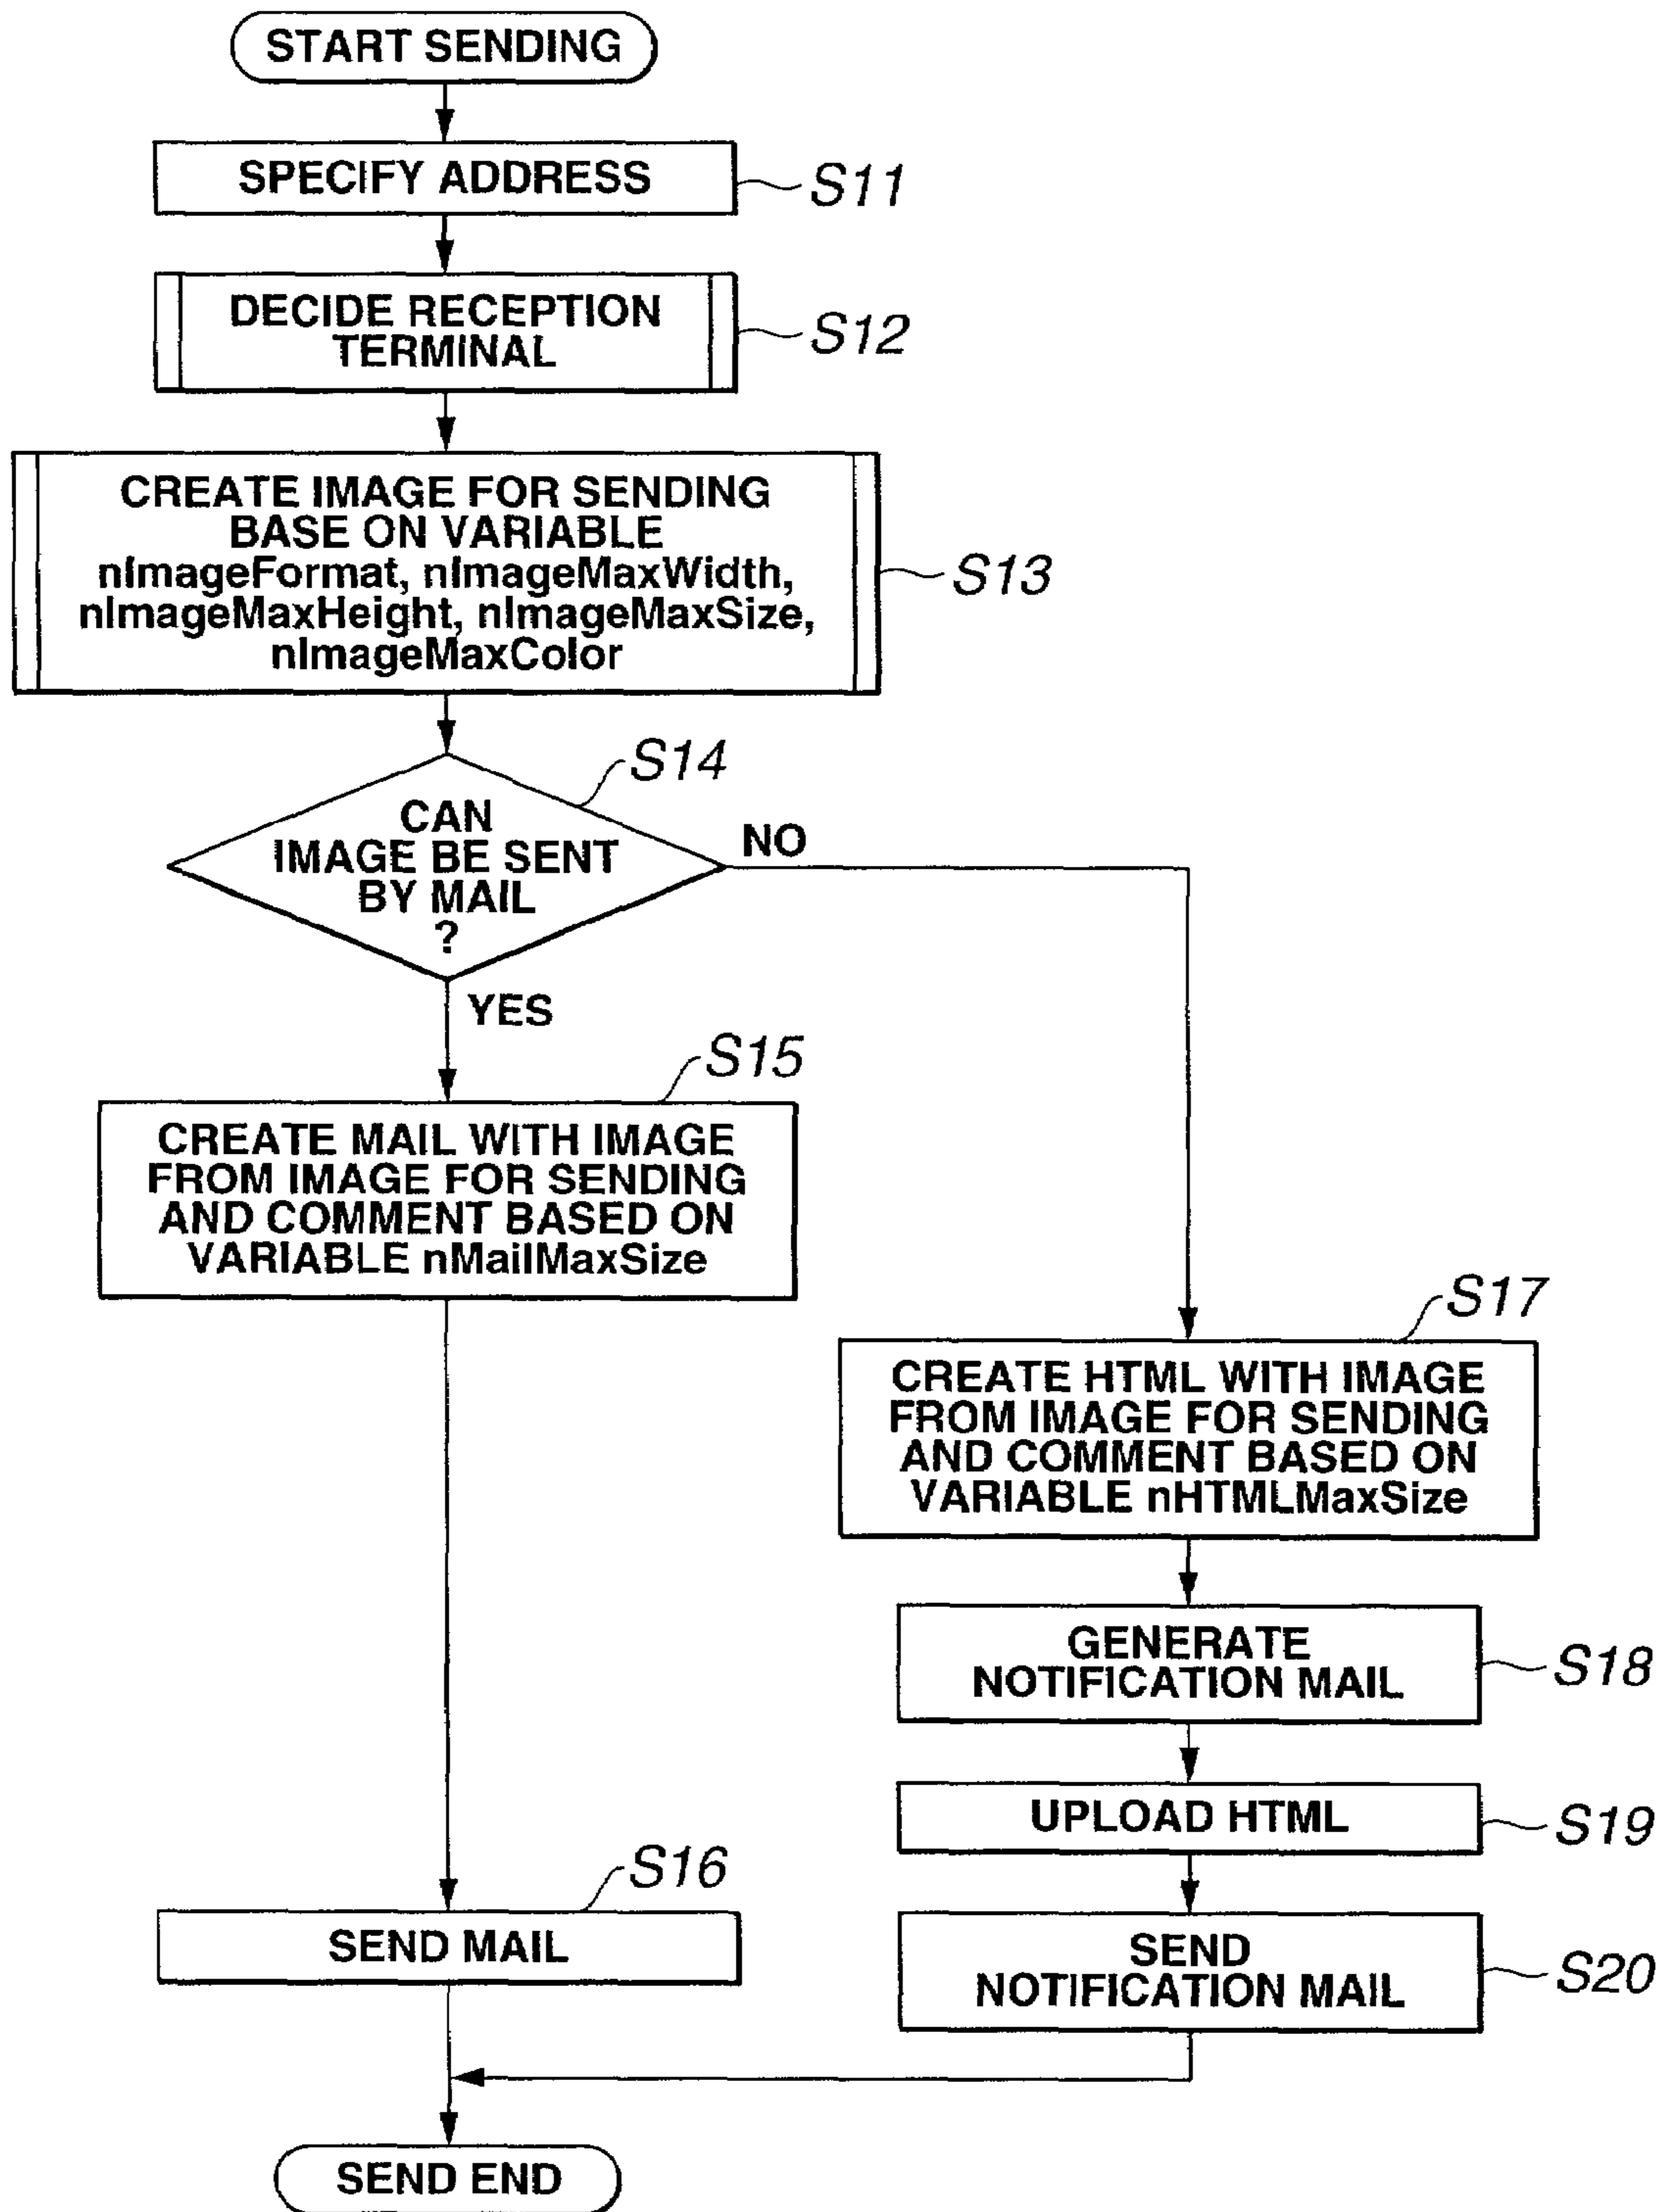 START SENDING
SPECIFY ADDRESS
S11
DECIDE RECEPTION
TERMINAL
S12
CREATE IMAGE FOR SENDING
BASE ON VARIABLE
nImageFormat, nImageMaxWidth,
nImageMaxHeight, nImageMaxSize,
nImageMaxColor
S13
S14
CAN
IMAGE BE SENT
BY MAIL
?
NO
YES
S15
CREATE MAIL WITH IMAGE
FROM IMAGE FOR SENDING
AND COMMENT BASED ON
VARIABLE nMailMaxSize
S17
CREATE HTML WITH IMAGE
FROM IMAGE FOR SENDING
AND COMMENT BASED ON
VARIABLE nHTMLMaxSize
GENERATE
NOTIFICATION MAIL
S18
UPLOAD HTML
S19
S16
SEND MAIL
SEND
NOTIFICATION MAIL
S20
SEND END